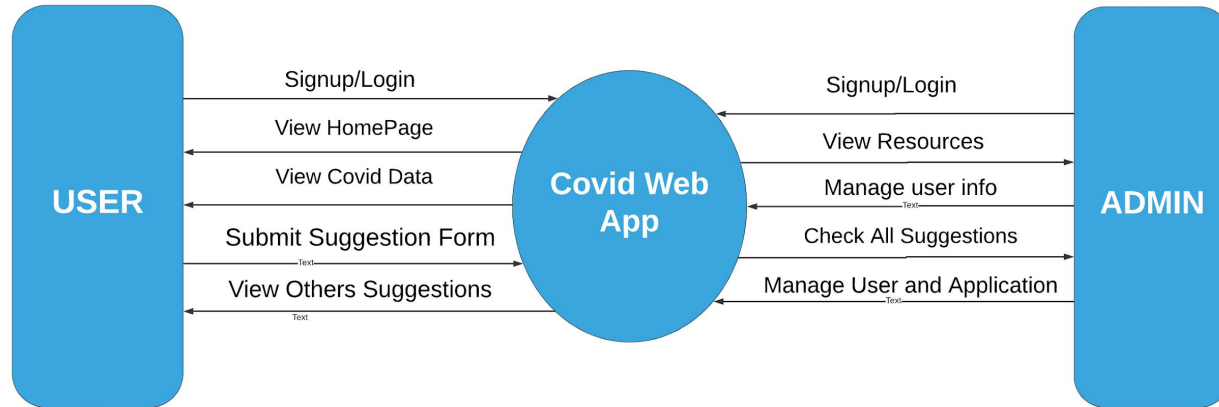 Signup/Login
View HomePage
View Covid Data
USER
Submit Suggestion Form
Text
View Others Suggestions
Text
Covid Web
App
Signup/Login
View Resources
Manage user info
Text
Check All Suggestions
Manage User and Application
Text
ADMIN